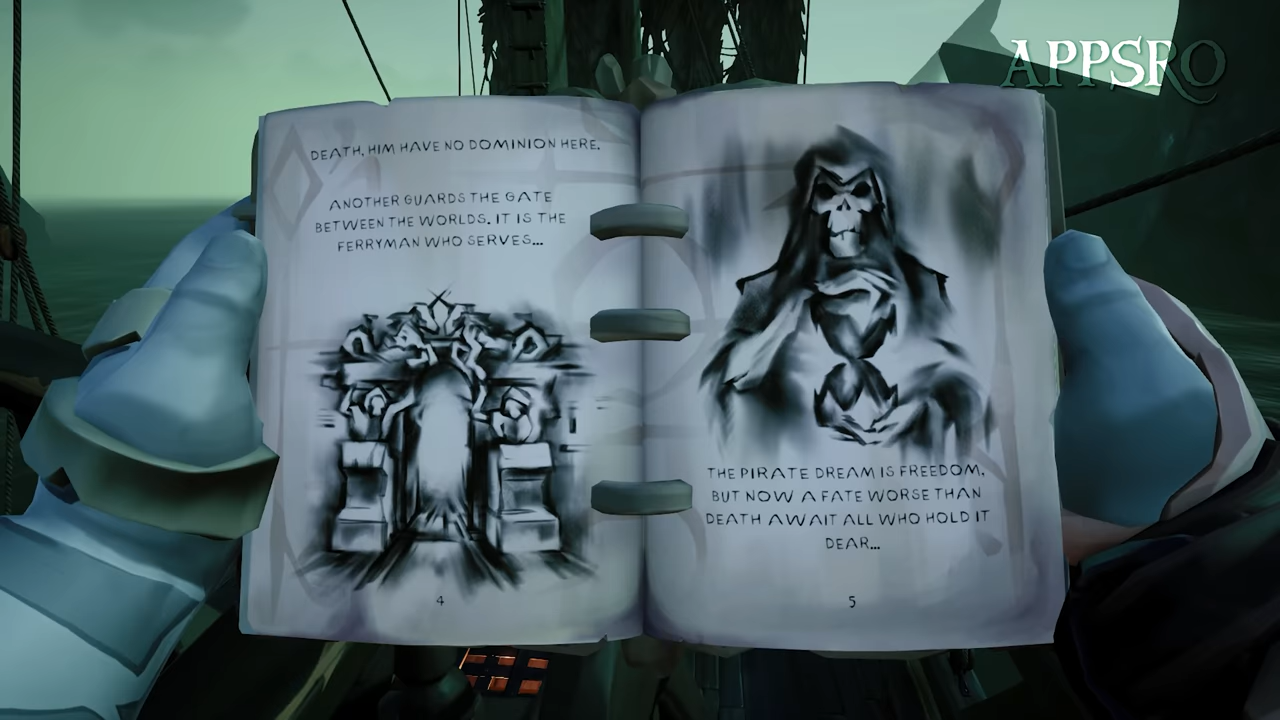 APPSRO
DEATH, HIM HAVE NO DOMINION HERE.
ANOTHER GUARDS THE GATE
BETWEEN THE WORLDS. IT IS THE
FERRYMAN WHO SERVES...
4
THE PIRATE DREAM IS FREEDOM,
BUT NOW A FATE WORSE THAN
DEATH AWAIT ALL WHO HOLD IT
DEAR...
5